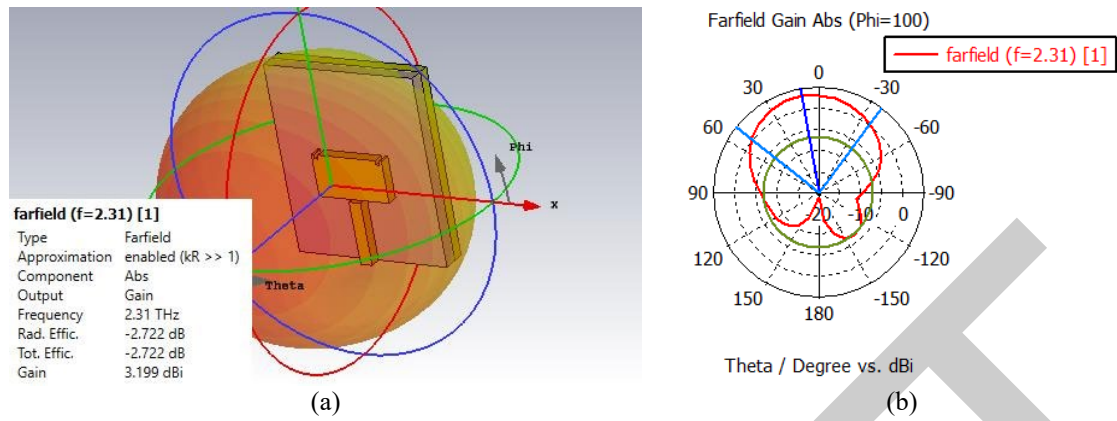 Phi
x
Theta
farfield (f=2.31) [1]
Type Farfield
Approximation enabled (kR >> 1)
Component Abs
Output Gain
Frequency 2.31 THz
Rad. Effic. -2.722 dB
Tot. Effic. -2.722 dB
Gain 3.199 dBi
(a)
Farfield Gain Abs (Phi=100)
farfield (f=2.31) [1]
0
30 -30
60 -60
90 -20 -10 0 -90
120 -120
150 -150
180
Theta / Degree vs. dBi
(b)